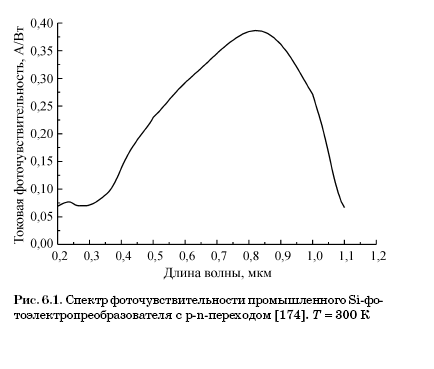 0,40
0,35
0,30
0,25
0,20
0,15
0,10
0,05
0,00
Токовая фоточувствительность, А/Вт
0,2 0,3 0,4 0,5 0,6 0,7 0,8 0,9 1,0 1,1 1,2
Длина волны, мкм
Рис. 6.1. Спектр фоточувствительности промышленного Si-фо-
тоэлектропреобразователя с p-n-переходом [174]. T = 300 К